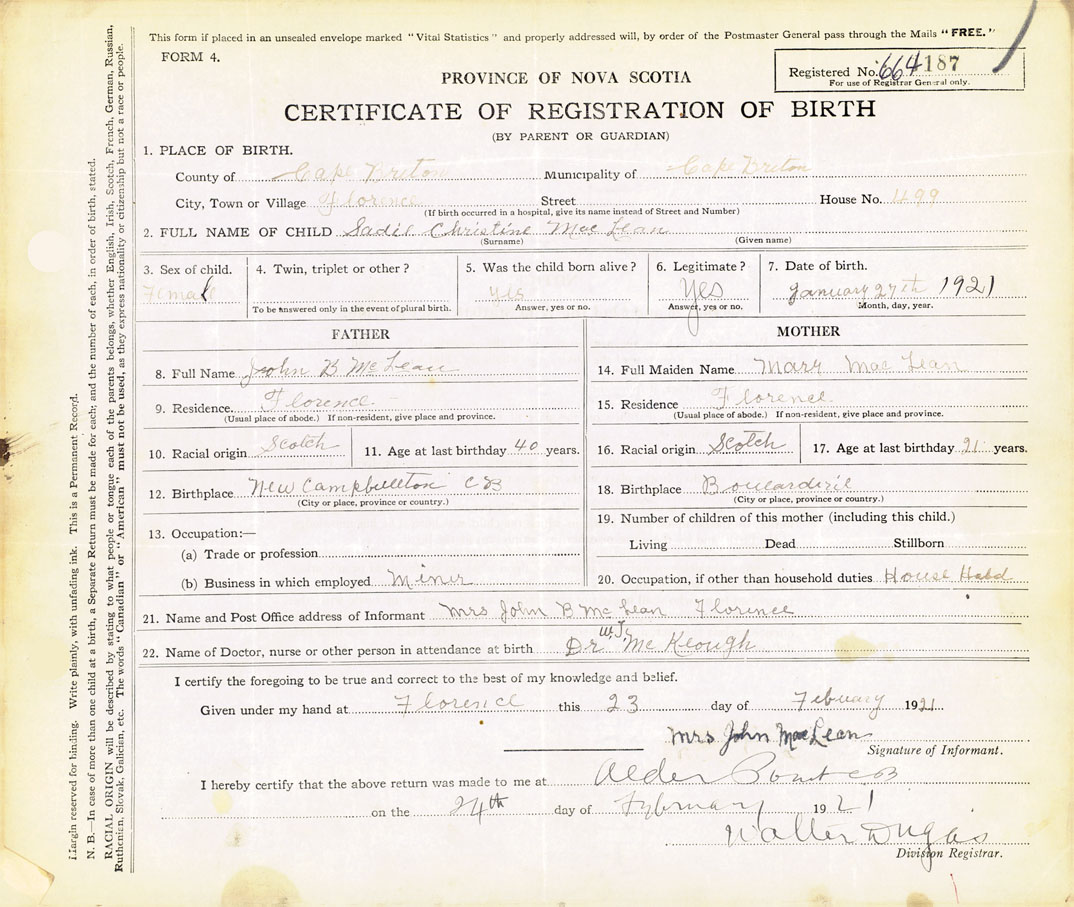 This form if placed in an unsealed envelope marked "Vital Statistics" and properly addressed will, by order of the Postmaster General pass through the Mails "FREE."
FORM 4.
Registered No. 664187
For use of Registrar General only.
PROVINCE OF NOVA SCOTIA
CERTIFICATE OF REGISTRATION OF BIRTH
(BY PARENT OR GUARDIAN)
1. PLACE OF BIRTH.
County of Cape Breton Municipality of Cape Breton
City, Town or Village Florence Street House No. 499
(If birth occurred in a hospital, give its name instead of Street and Number)
2. FULL NAME OF CHILD Sadie Christine Mac Lean
(Surname) (Given name)
3. Sex of child. 4. Twin, triplet or other? 5. Was the child born alive? 6. Legitimate? 7. Date of birth.
Female yes Yes January 27th 1921
To be answered only in the event of plural birth. Answer, yes or no. Answer, yes or no. Month, day, year.
FATHER
8. Full Name John B McLean
9. Residence. Florence
(Usual place of abode.) If non-resident, give place and province.
10. Racial origin Scotch 11. Age at last birthday 40 years.
12. Birthplace New Campbellton CB
(City or place, province or country.)
13. Occupation:—
(a) Trade or profession
(b) Business in which employed Miner
MOTHER
14. Full Maiden Name Mary Mac Lean
15. Residence Florence
(Usual place of abode.) If non-resident, give place and province.
16. Racial origin Scotch 17. Age at last birthday years.
18. Birthplace
(City or place, province or country.)
19. Number of children of this mother (including this child.)
Living Dead Stillborn
20. Occupation, if other than household duties House
21. Name and Post Office address of Informant Mrs John B McLean Florence
22. Name of Doctor, nurse or other person in attendance at birth Dr W.J. McKeough
I certify the foregoing to be true and correct to the best of my knowledge and belief.
Given under my hand at Florence this 23 day of February 1921
Mrs John MacLean
Signature of Informant.
I hereby certify that the above return was made to me at Alder Point CB
on the 24th day of February 1921
Walter Dugas
Division Registrar.
Margin reserved for binding. Write plainly, with unfading ink. This is a Permanent Record.
N. B.—In case of more than one child at a birth, a Separate Return must be made for each; and the number of each, in order of birth, stated.
RACIAL ORIGIN will be described by stating to what people or tongue each of the parents belongs, whether English, Irish, Scotch, French, German, Russian,
Ruthenian, Slovak, Galician, etc. The words "Canadian" or "American" must not be used, as they express nationality or citizenship but not a race or people.